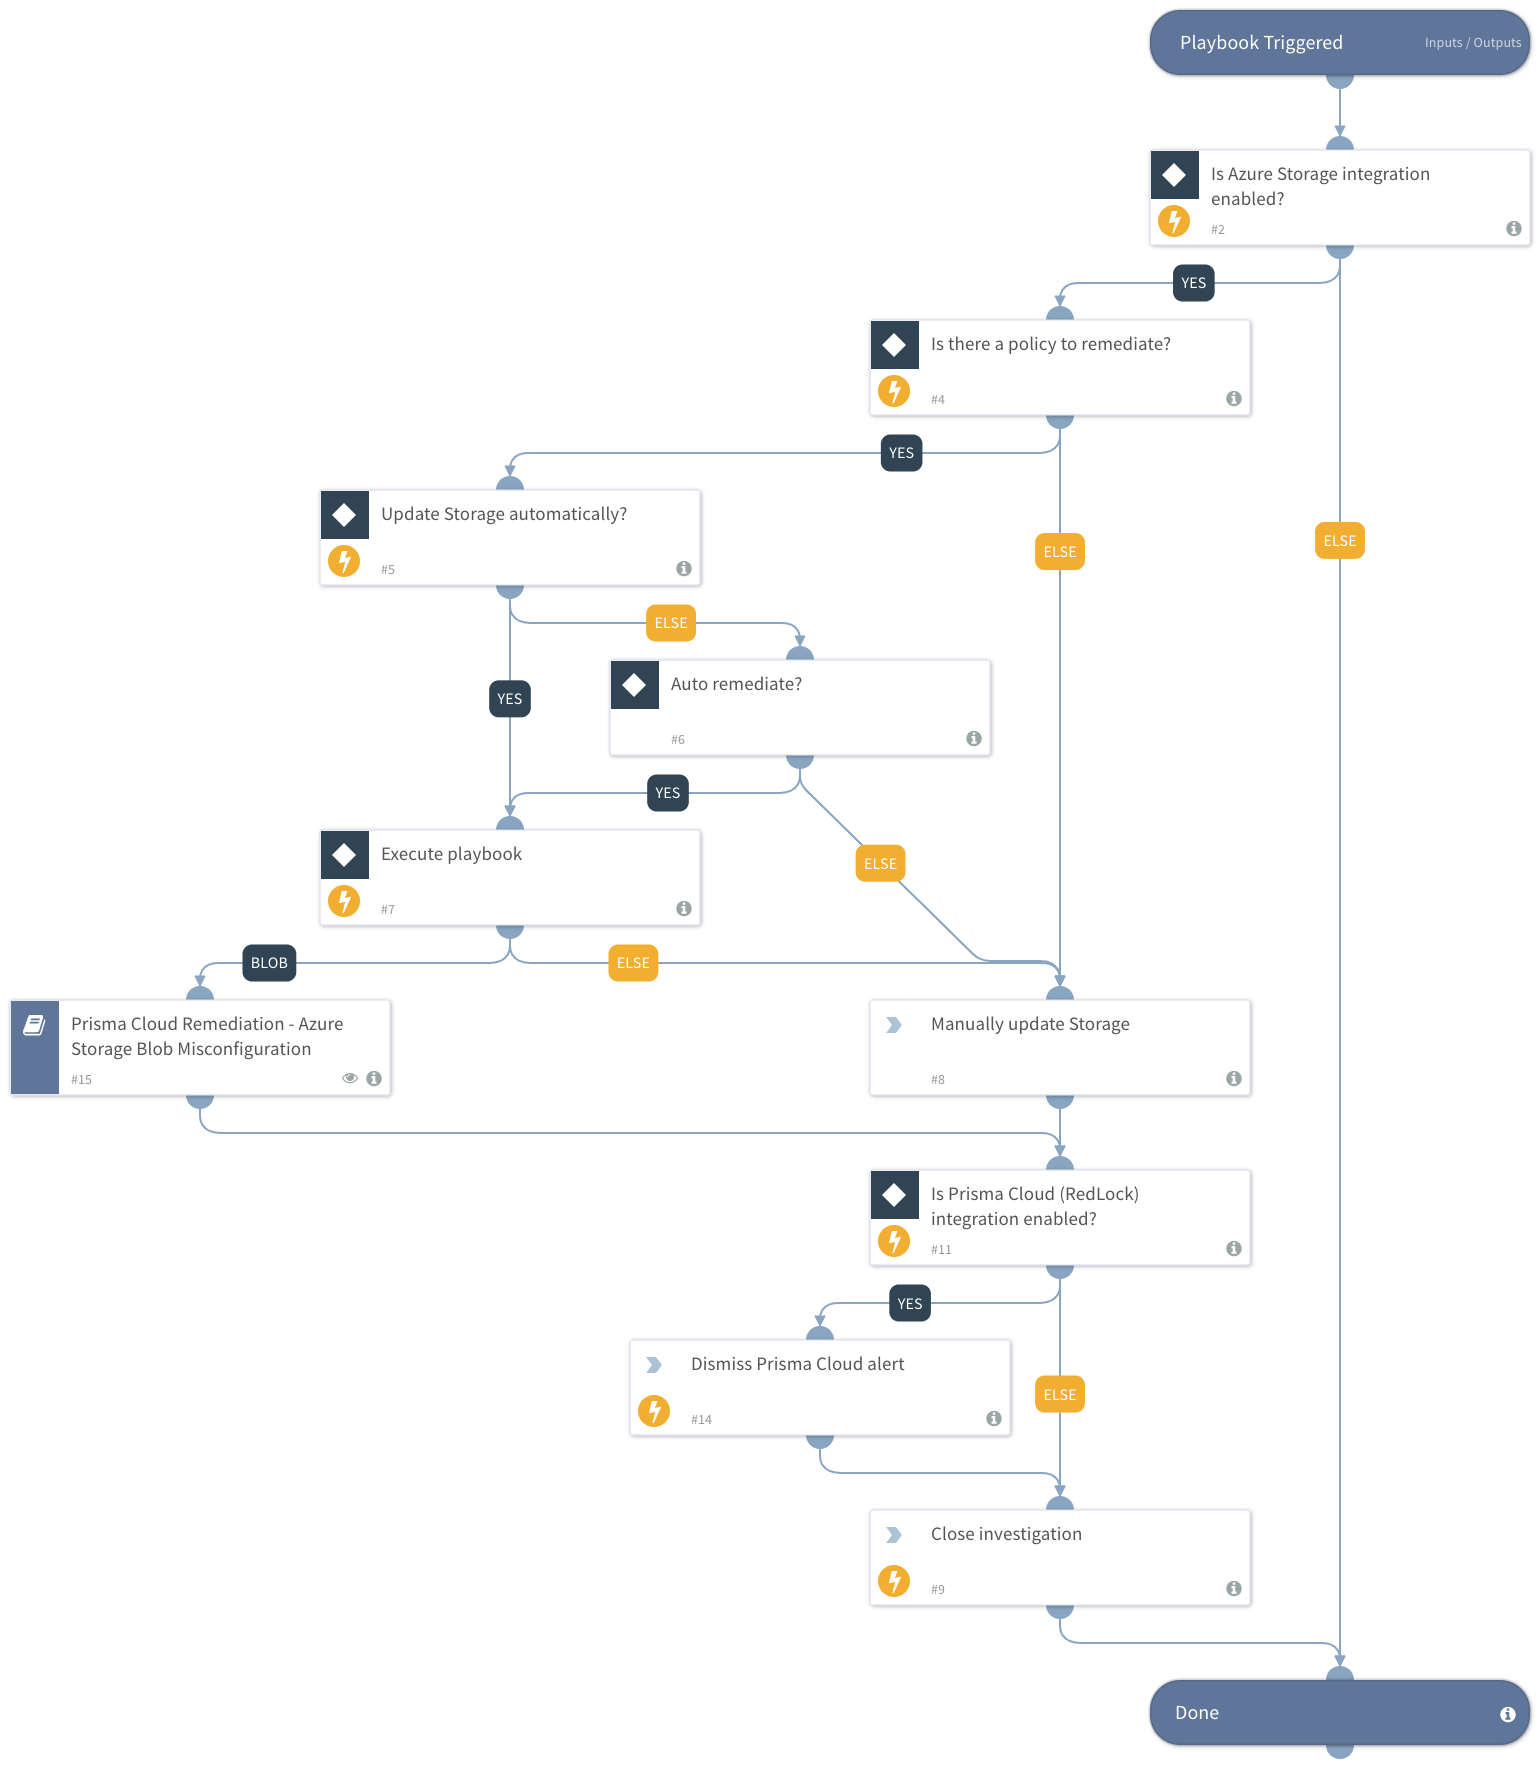 Playbook Triggered
Inputs / Outputs
Is Azure Storage integration
enabled?
#2
YES
Is there a policy to remediate?
#4
YES
Update Storage automatically?
#5
ELSE
ELSE
ELSE
Auto remediate?
#6
YES
YES
Execute playbook
#7
ELSE
BLOB
ELSE
Prisma Cloud Remediation - Azure
Storage Blob Misconfiguration
#15
Manually update Storage
#8
Is Prisma Cloud (RedLock)
integration enabled?
#11
YES
Dismiss Prisma Cloud alert
#14
ELSE
Close investigation
#9
Done